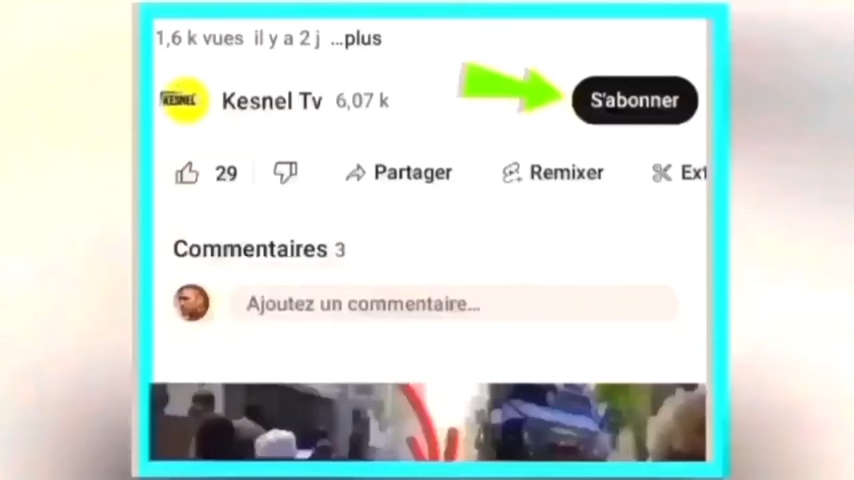 1,6 k vues il y a 2 j ...plus
KESNEL
Kesnel Tv 6,07 k
S'abonner
29
Partager
Remixer
Ext
Commentaires 3
Ajoutez un commentaire...